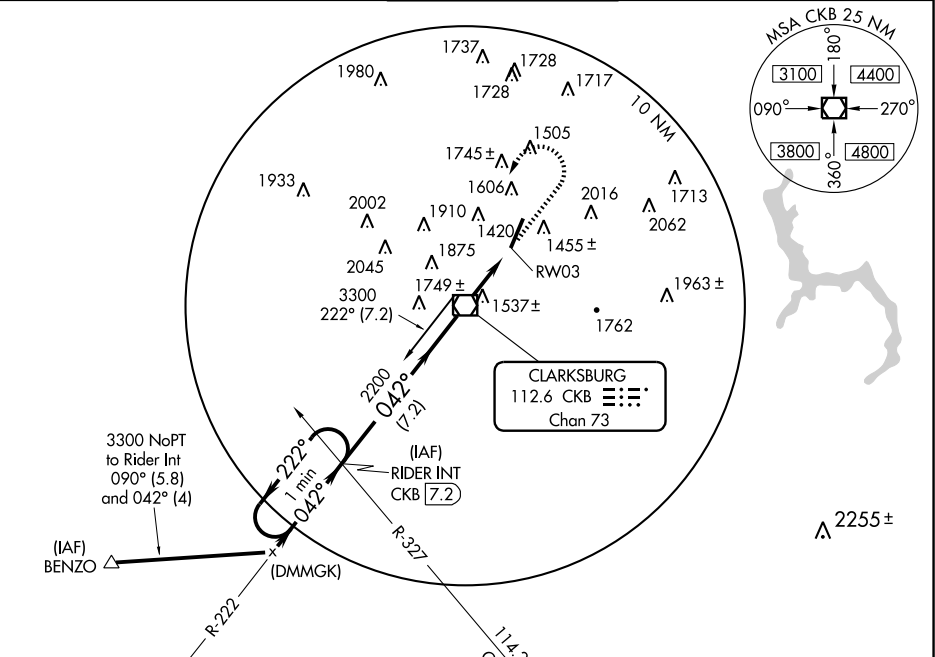 MSA CKB 25 NM
180°
3100
4400
090°
270°
3800
4800
360°
1737
1728
1728
1980
1717
10 NM
1505
1745 ±
1933
1606
1713
2016
2002
1910
2062
1420
1455 ±
2045
1875
RW03
1749 ±
1963 ±
3300
222° (7.2)
1537 ±
1762
2200
042°
(7.2)
CLARKSBURG
112.6 CKB
Chan 73
3300 NoPT
to Rider Int
090° (5.8)
and 042° (4)
222°
1 min
042°
(IAF)
RIDER INT
CKB 7.2
R-327
2255 ±
(IAF)
BENZO
(DMMGK)
R-222